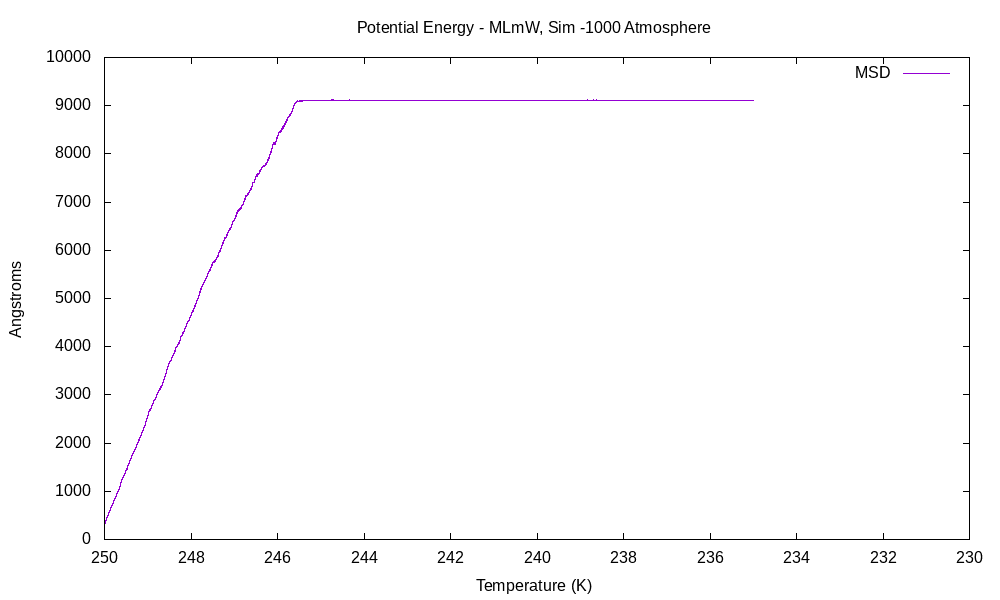 Potential Energy - MLmW, Sim -1000 Atmosphere
MSD
10000
9000
8000
7000
6000
5000
4000
3000
2000
1000
0
Angstroms
250 248 246 244 242 240 238 236 234 232 230
Temperature (K)